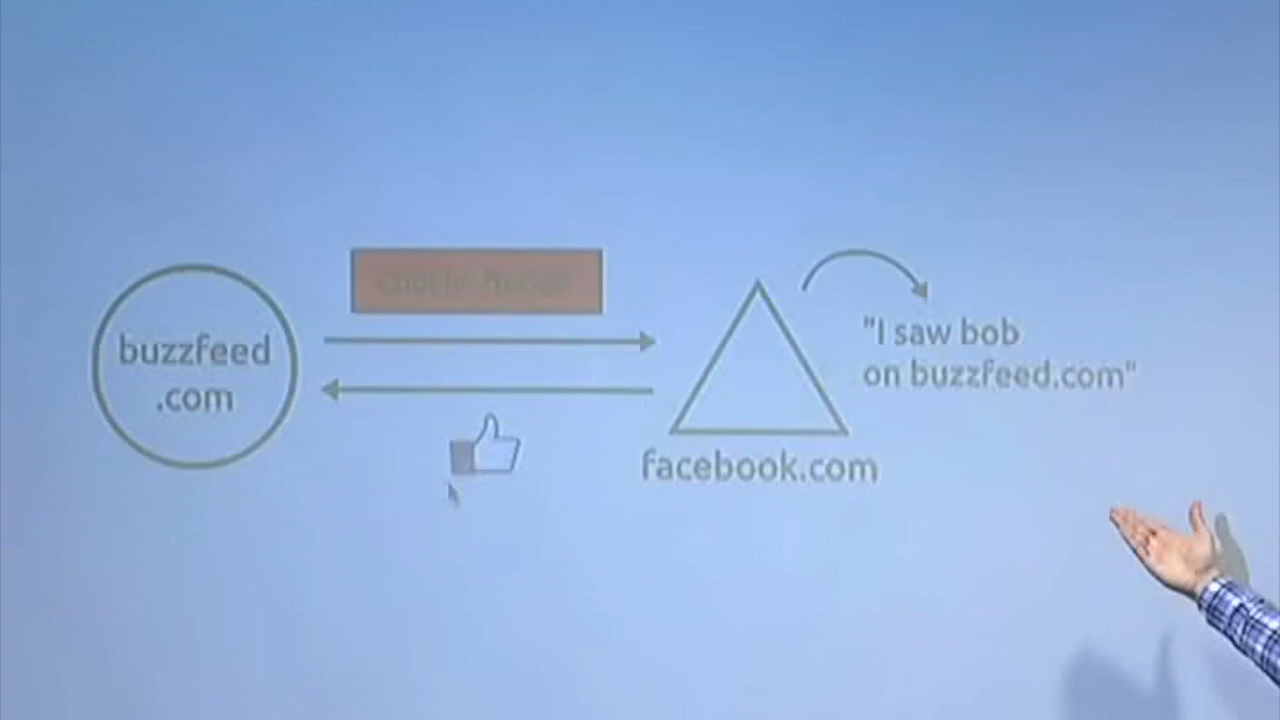 buzzfeed
.com
"I saw bob
on buzzfeed.com"
facebook.com